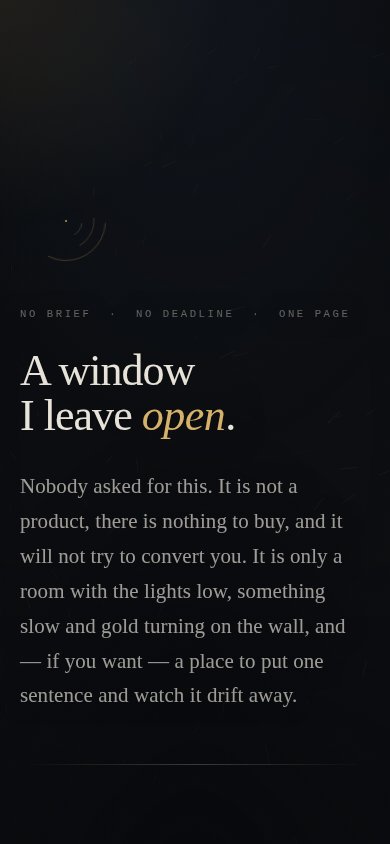 NO BRIEF · NO DEADLINE · ONE PAGE
A window
I leave open.
Nobody asked for this. It is not a
product, there is nothing to buy, and it
will not try to convert you. It is only a
room with the lights low, something
slow and gold turning on the wall, and
— if you want — a place to put one
sentence and watch it drift away.